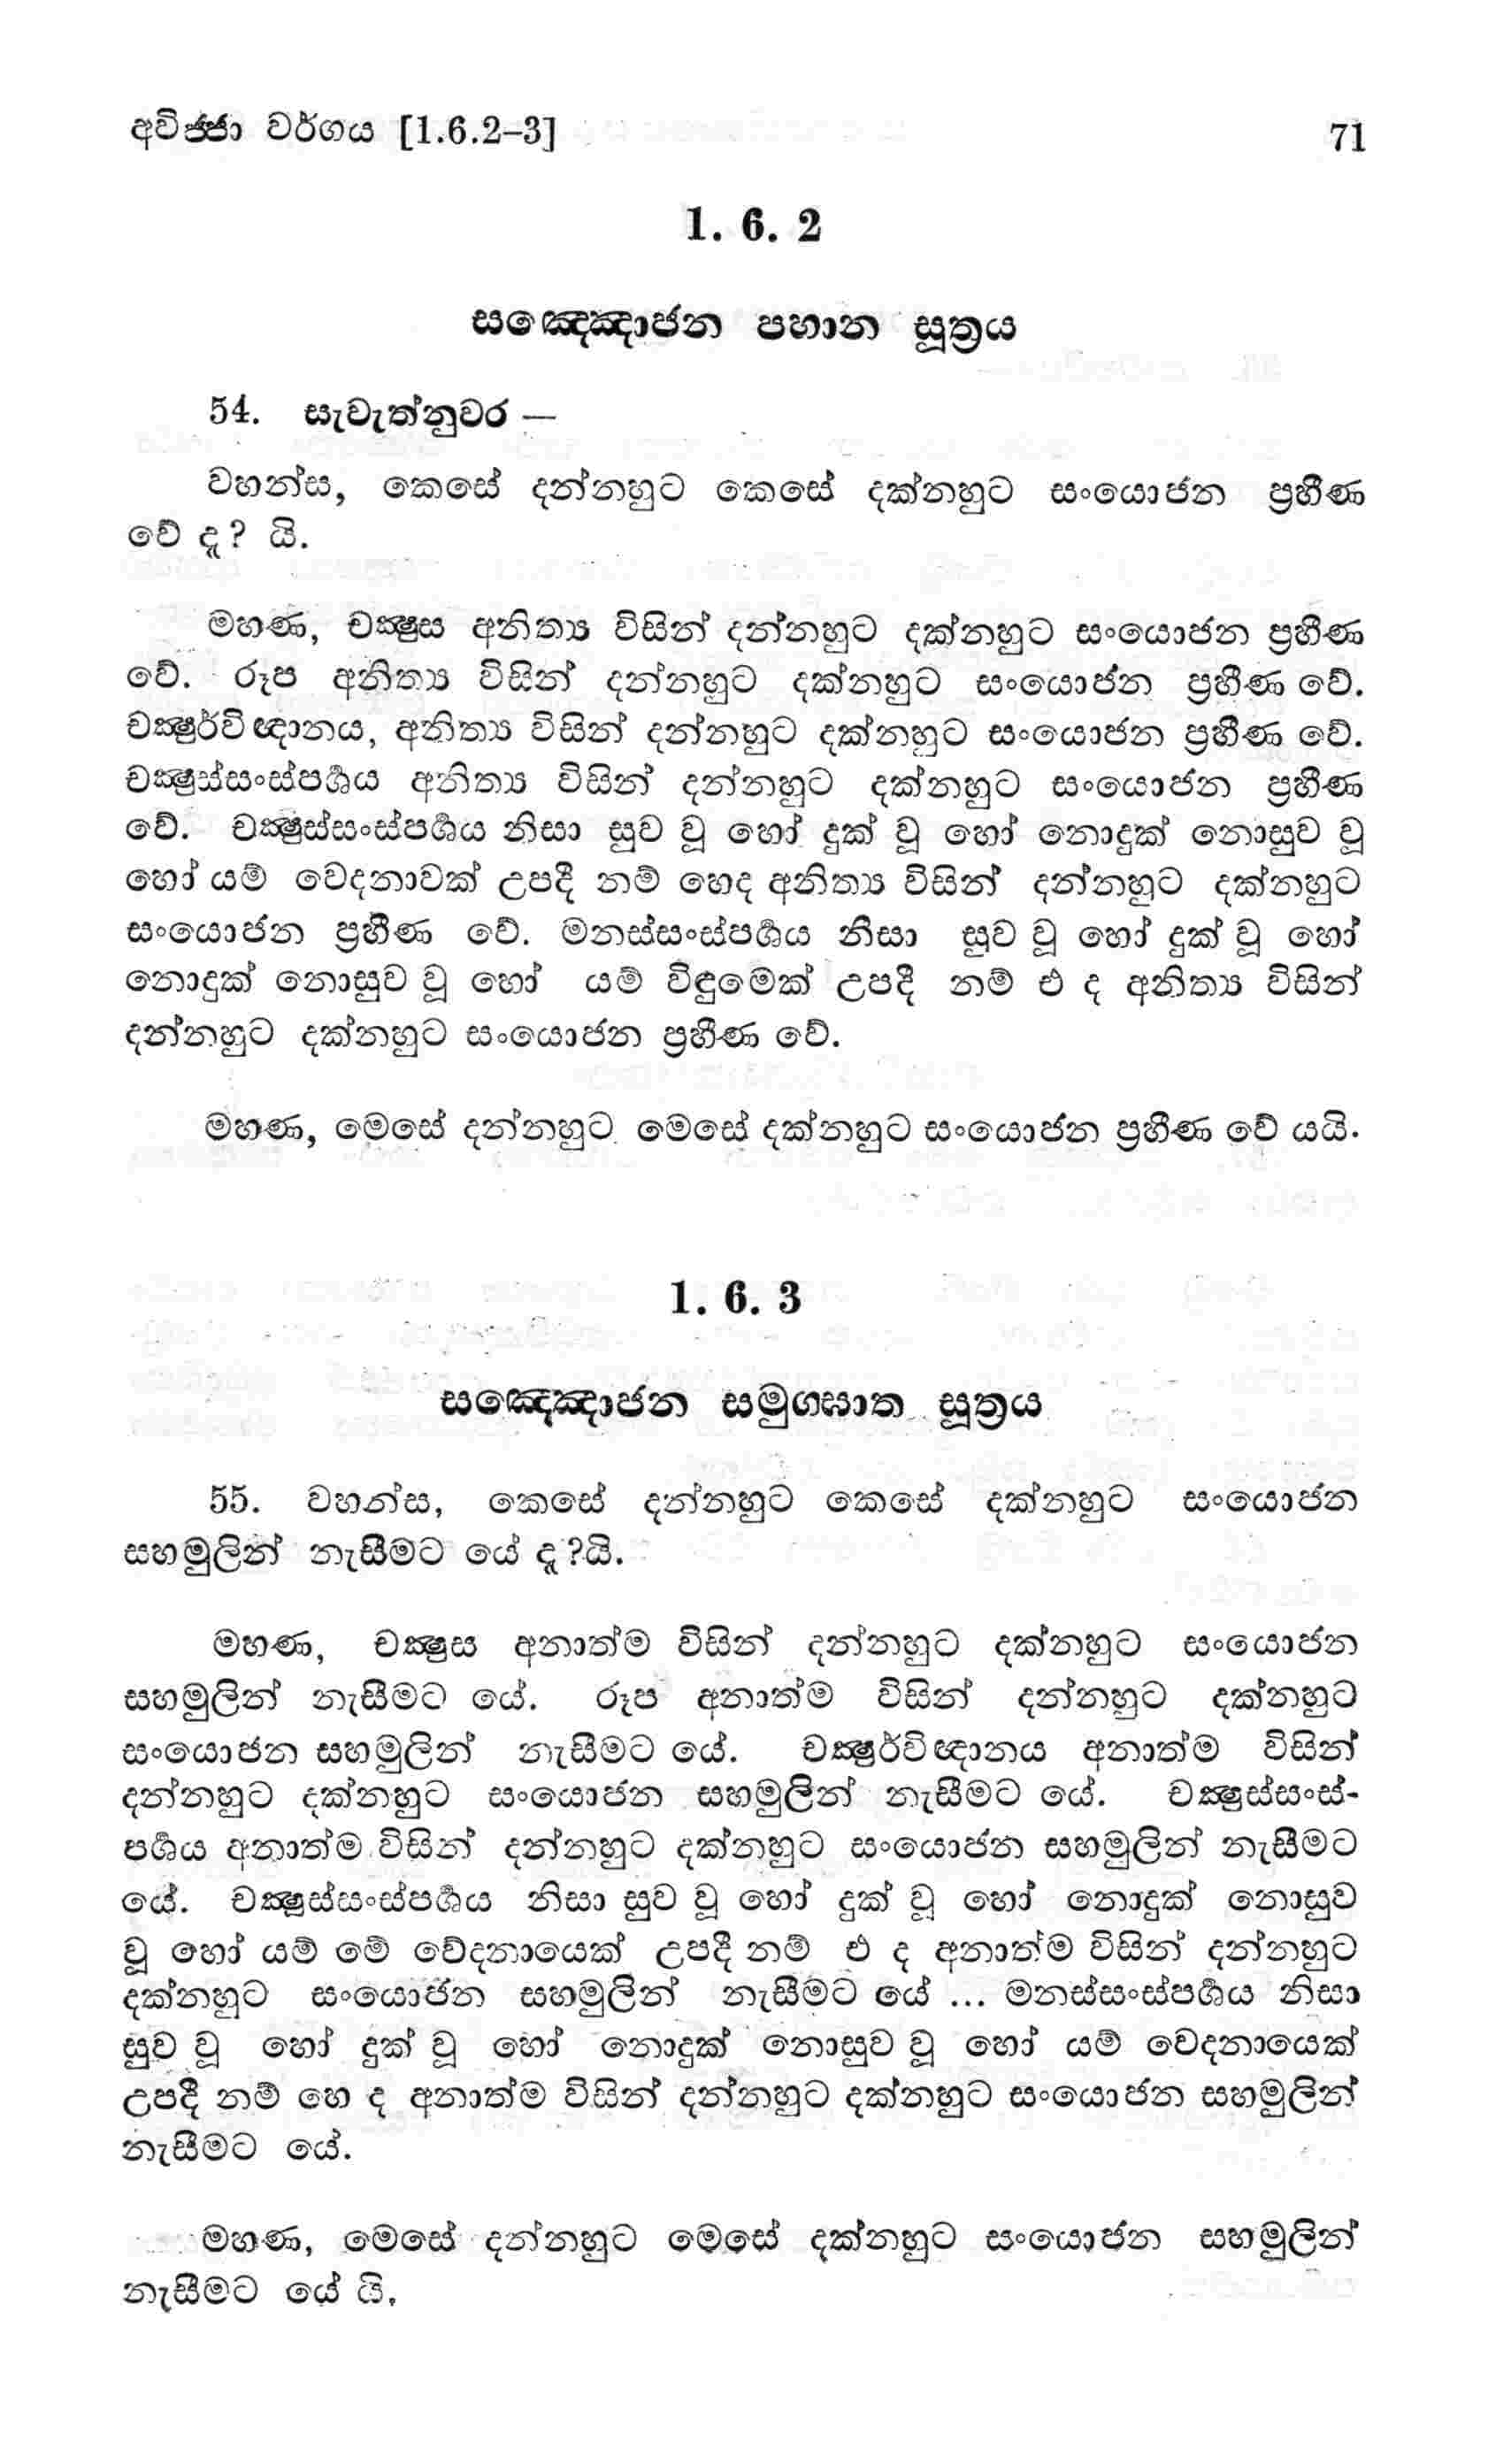 අවිජ්ජා වර්ගය [1.6.2–3] 71
1. 6. 2
සඤ්ඤොජන පහාන සූත්‍රය
54. සැවැත්නුවර —
වහන්ස, කෙසේ දන්නහුට කෙසේ දක්නහුට සංයොජන ප්‍රහීණ
වේ ද? යි.
මහණ, චක්‍ෂුස අනිත්‍ය විසින් දන්නහුට දක්නහුට සංයොජන ප්‍රහීණ
වේ. රූප අනිත්‍ය විසින් දන්නහුට දක්නහුට සංයොජන ප්‍රහීණ වේ.
චක්‍ෂුර්විඥානය, අනිත්‍ය විසින් දන්නහුට දක්නහුට සංයොජන ප්‍රහීණ වේ.
චක්‍ෂුස්සංස්පර්‍ශය අනිත්‍ය විසින් දන්නහුට දක්නහුට සංයොජන ප්‍රහීණ
වේ. චක්‍ෂුස්සංස්පර්‍ශය නිසා සුව වූ හෝ දුක් වූ හෝ නොදුක් නොසුව වූ
හෝ යම් වෙදනාවක් උපදී නම් හෙද අනිත්‍ය විසින් දන්නහුට දක්නහුට
සංයොජන ප්‍රහීණ වේ. මනස්සංස්පර්‍ශය නිසා සුව වූ හෝ දුක් වූ හෝ
නොදුක් නොසුව වූ හෝ යම් විඳුමෙක් උපදී නම් එ ද අනිත්‍ය විසින්
දන්නහුට දක්නහුට සංයොජන ප්‍රහීණ වේ.
මහණ, මෙසේ දන්නහුට මෙසේ දක්නහුට සංයොජන ප්‍රහීණ වේ යයි.
1. 6. 3
සඤ්ඤොජන සමුගඝාත සූත්‍රය
55. වහන්ස, කෙසේ දන්නහුට කෙසේ දක්නහුට සංයොජන
සහමුලින් නැසීමට යේ ද?යි.
මහණ, චක්‍ෂුස අනාත්ම විසින් දන්නහුට දක්නහුට සංයොජන
සහමුලින් නැසීමට යේ. රූප අනාත්ම විසින් දන්නහුට දක්නහුට
සංයොජන සහමුලින් නැසීමට යේ. චක්‍ෂුර්විඥානය අනාත්ම විසින්
දන්නහුට දක්නහුට සංයොජන සහමුලින් නැසීමට යේ. චක්‍ෂුස්සංස්-
පර්‍ශය අනාත්ම විසින් දන්නහුට දක්නහුට සංයොජන සහමුලින් නැසීමට
යේ. චක්‍ෂුස්සංස්පර්‍ශය නිසා සුව වූ හෝ දුක් වූ හෝ නොදුක් නොසුව
වූ හෝ යම් මේ වේදනායෙක් උපදී නම් එ ද අනාත්ම විසින් දන්නහුට
දක්නහුට සංයොජන සහමුලින් නැසීමට යේ ... මනස්සංස්පර්‍ශය නිසා
සුව වූ හෝ දුක් වූ හෝ නොදුක් නොසුව වූ හෝ යම් වෙදනායෙක්
උපදී නම් හෙ ද අනාත්ම විසින් දන්නහුට දක්නහුට සංයොජන සහමුලින්
නැසීමට යේ.
මහණ, මෙසේ දන්නහුට මෙසේ දක්නහුට සංයොජන සහමුලින්
නැසීමට යේ යි.